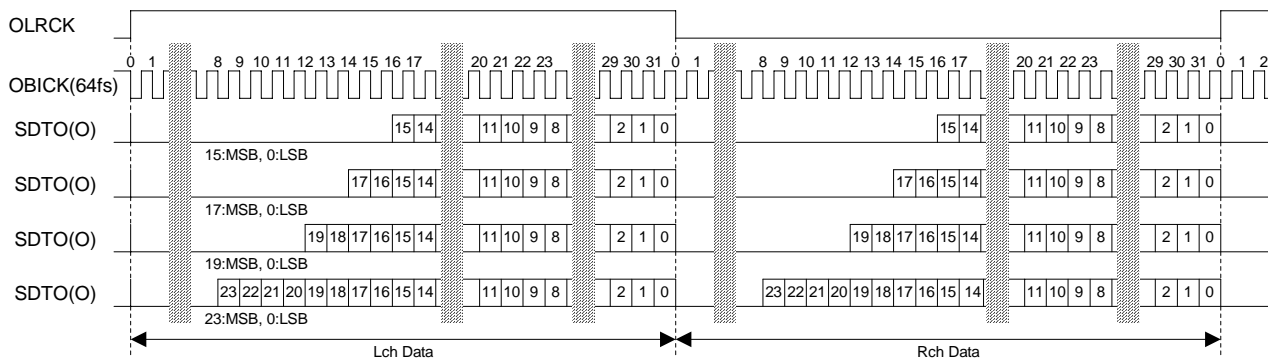 OLRCK
0 1 8 9 10 11 12 13 14 15 16 17 20 21 22 23 29 30 31 0 1 8 9 10 11 12 13 14 15 16 17 20 21 22 23 29 30 31 0 1 2
OBICK(64fs)
SDTO(O) 15 14 11 10 9 8 2 1 0 15 14 11 10 9 8 2 1 0
15:MSB, 0:LSB
SDTO(O) 17 16 15 14 11 10 9 8 2 1 0 17 16 15 14 11 10 9 8 2 1 0
17:MSB, 0:LSB
SDTO(O) 19 18 17 16 15 14 11 10 9 8 2 1 0 19 18 17 16 15 14 11 10 9 8 2 1 0
19:MSB, 0:LSB
SDTO(O) 23 22 21 20 19 18 17 16 15 14 11 10 9 8 2 1 0 23 22 21 20 19 18 17 16 15 14 11 10 9 8 2 1 0
23:MSB, 0:LSB
Lch Data Rch Data